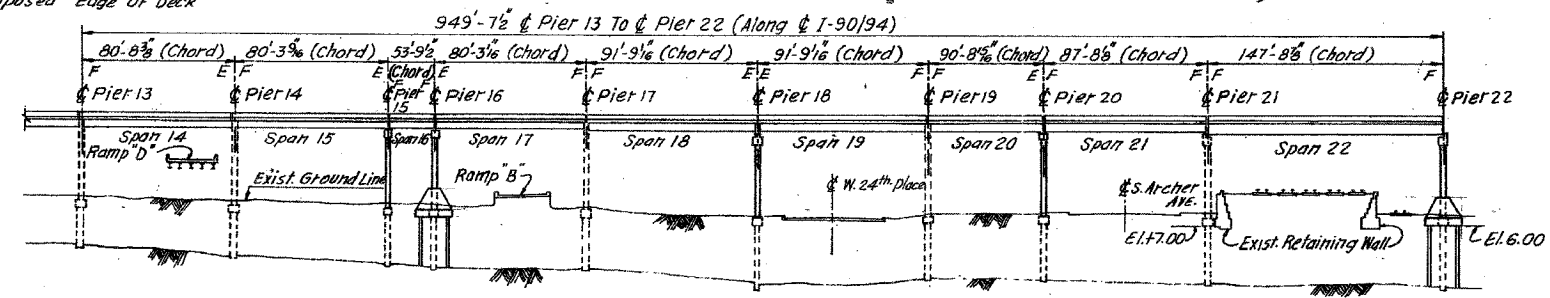 posed Edge Of Deck
949'-7½" ℄ Pier 13 To ℄ Pier 22 (Along ℄ I-90/94)
80'-8⅜" (Chord) 80'-3⁹⁄₁₆" (Chord) 53'-9½" (Chord) 80'-3⅛" (Chord) 91'-9⅛" (Chord) 91'-9⅛" (Chord) 90'-8¹⁵⁄₁₆" (Chord) 87'-8⅛" (Chord) 147'-8⅞" (Chord)
F E F E F E F E F E F E F F F
℄ Pier 13 ℄ Pier 14 ℄ Pier 15 ℄ Pier 16 ℄ Pier 17 ℄ Pier 18 ℄ Pier 19 ℄ Pier 20 ℄ Pier 21 ℄ Pier 22
Span 14 Span 15 Span 16 Span 17 Span 18 Span 19 Span 20 Span 21 Span 22
Ramp "D"
Exist. Ground Line
Ramp "B"
℄ W. 24th Place
℄ S. Archer
AVE.
El.+7.00
Exist. Retaining Wall
El. 6.00